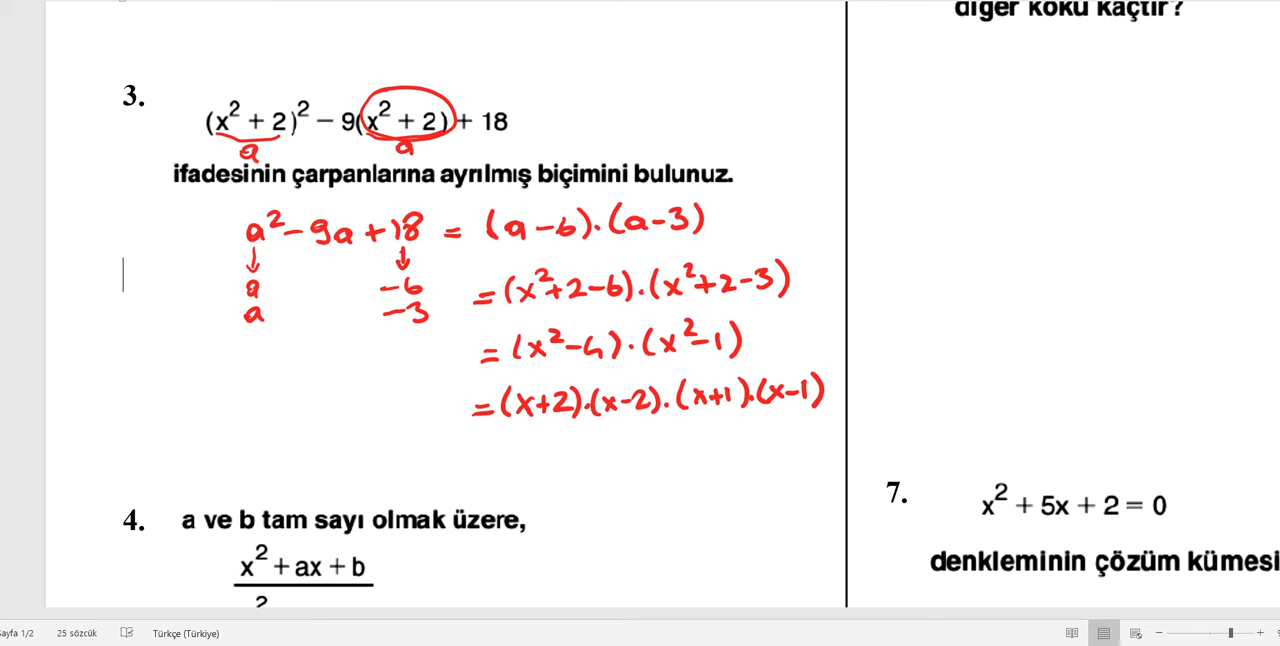 diğer kökü kaçtır?
3.
(x² + 2)² − 9(x² + 2) + 18
a a
ifadesinin çarpanlarına ayrılmış biçimini bulunuz.
a² − 9a + 18 = (a − 6).(a − 3)
a −6 = (x² + 2 − 6).(x² + 2 − 3)
a −3
= (x² − 4).(x² − 1)
= (x + 2).(x − 2).(x + 1).(x − 1)
4. a ve b tam sayı olmak üzere,
x² + ax + b
2
7. x² + 5x + 2 = 0
denkleminin çözüm kümesi
Sayfa 1/2 25 sözcük Türkçe (Türkiye)